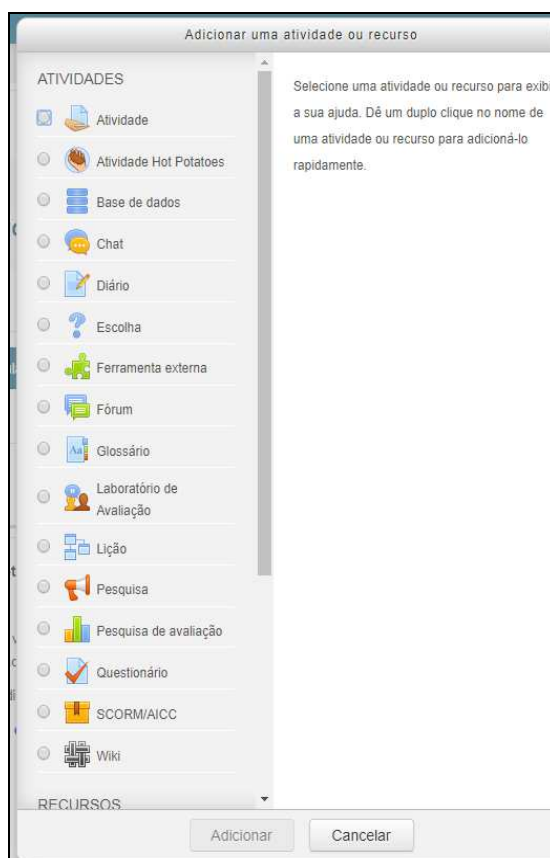 Adicionar uma atividade ou recurso
ATIVIDADES
Atividade
Atividade Hot Potatoes
Base de dados
Chat
Diário
Escolha
Ferramenta externa
Fórum
Glossário
Laboratório de
Avaliação
Lição
Pesquisa
Pesquisa de avaliação
Questionário
SCORM/AICC
Wiki
RECURSOS
Selecione uma atividade ou recurso para exibi
a sua ajuda. Dê um duplo clique no nome de
uma atividade ou recurso para adicioná-lo
rapidamente.
Adicionar
Cancelar